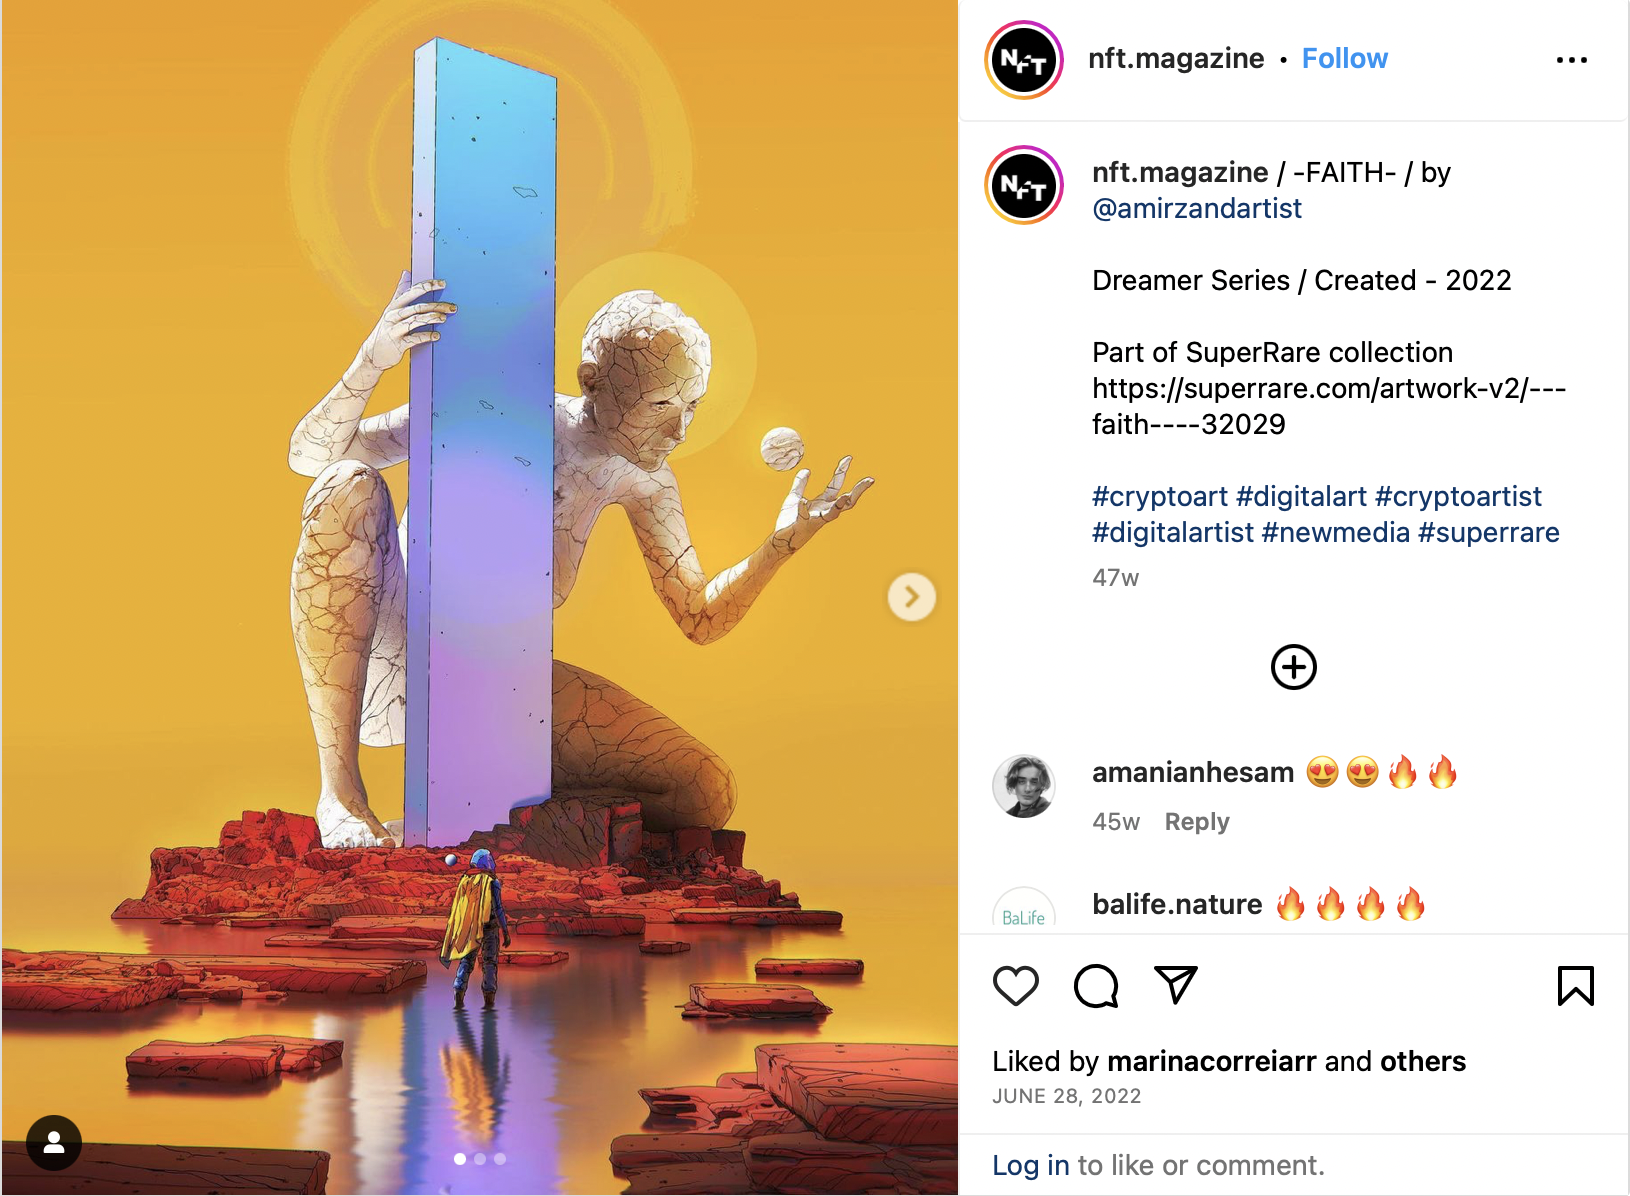 NFT
nft.magazine • Follow
NFT
nft.magazine / -FAITH- / by
@amirzandartist
Dreamer Series / Created - 2022
Part of SuperRare collection
https://superrare.com/artwork-v2/---
faith----32029
#cryptoart #digitalart #cryptoartist
#digitalartist #newmedia #superrare
47w
amanianhesam 😍😍🔥🔥
45w Reply
BaLife
balife.nature 🔥🔥🔥🔥
Liked by marinacorreiarr and others
JUNE 28, 2022
Log in to like or comment.